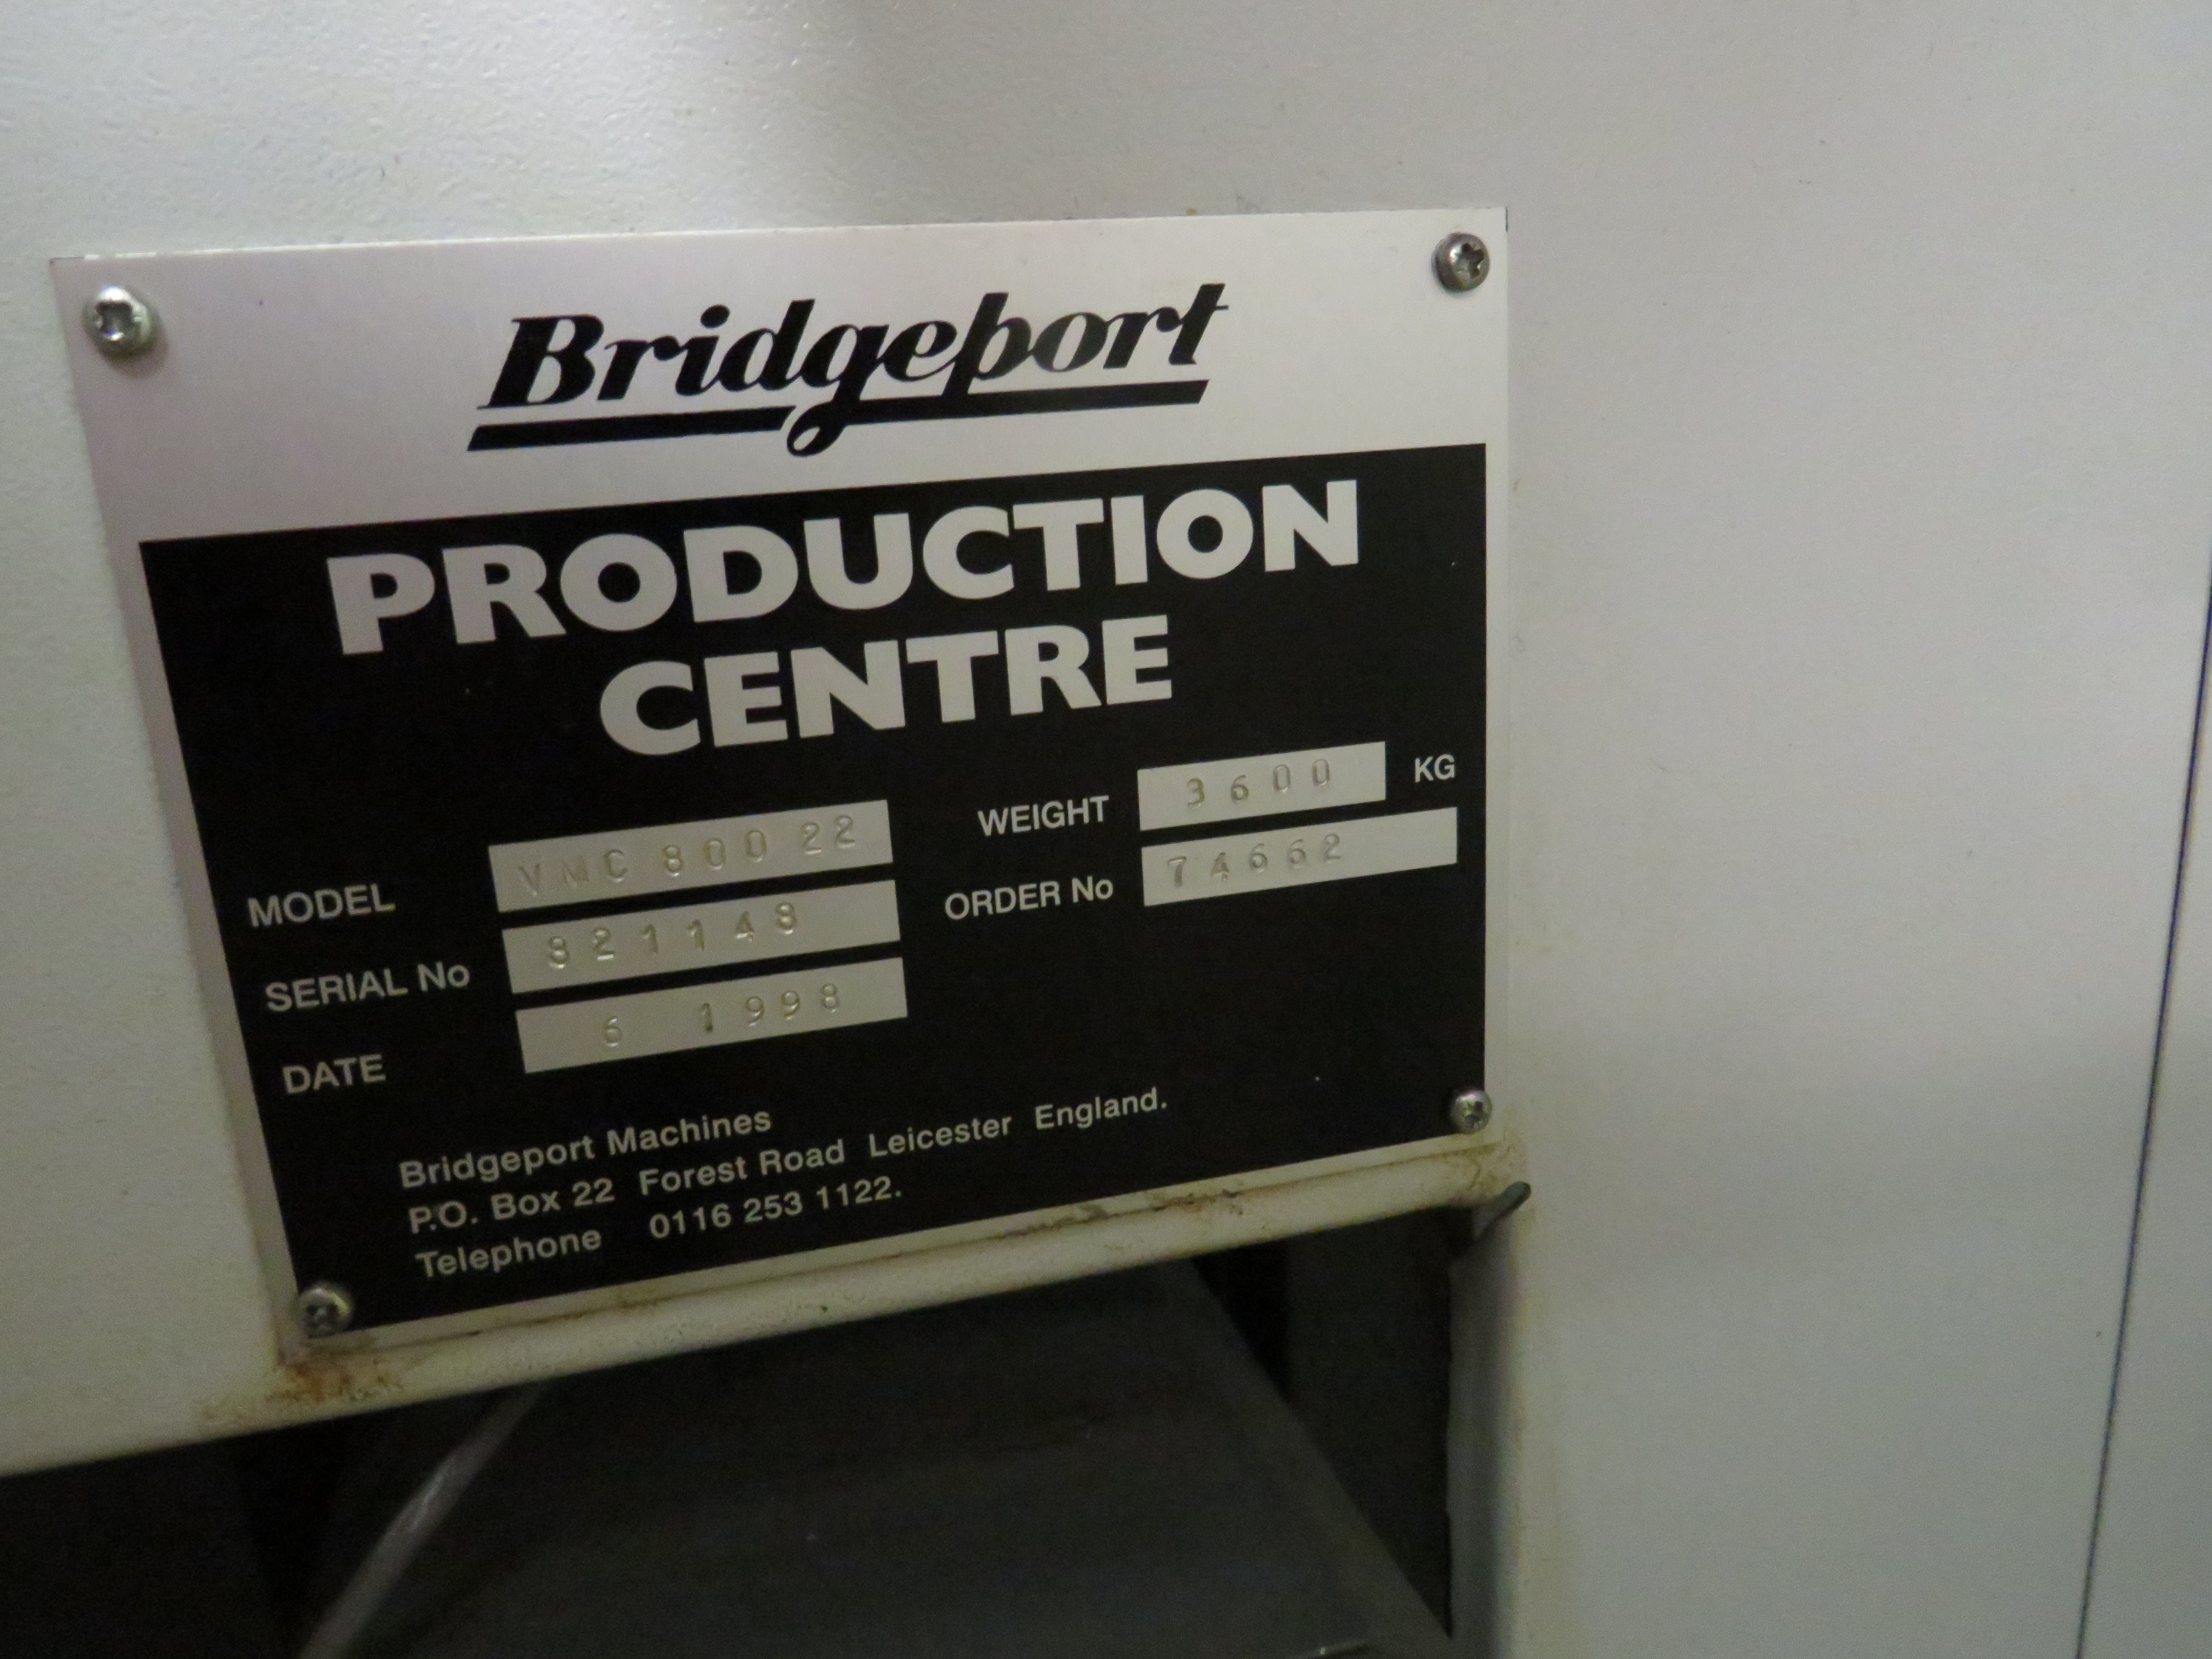 Bridgeport
PRODUCTION
CENTRE
MODEL VMC 800 22
SERIAL No 821148
DATE 6 1998
WEIGHT 3600 KG
ORDER No 74662
Bridgeport Machines
P.O. Box 22 Forest Road Leicester England.
Telephone 0116 253 1122.